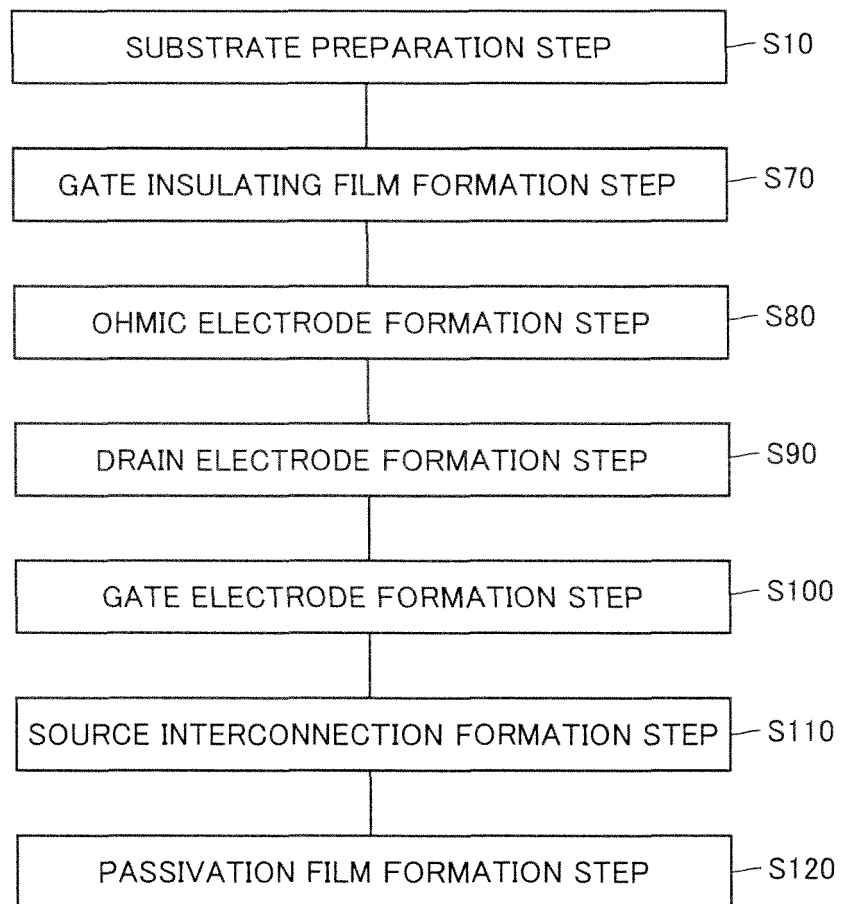 SUBSTRATE PREPARATION STEP S10
GATE INSULATING FILM FORMATION STEP S70
OHMIC ELECTRODE FORMATION STEP S80
DRAIN ELECTRODE FORMATION STEP S90
GATE ELECTRODE FORMATION STEP S100
SOURCE INTERCONNECTION FORMATION STEP S110
PASSIVATION FILM FORMATION STEP S120